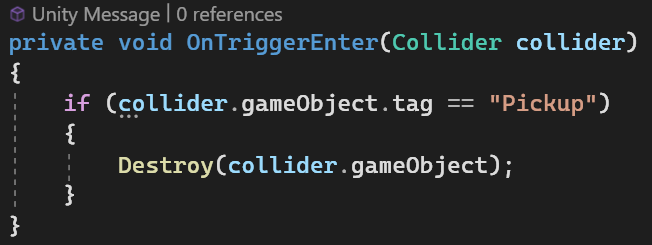 Unity Message | 0 references
private void OnTriggerEnter(Collider collider)
{
    if (collider.gameObject.tag == "Pickup")
    {
        Destroy(collider.gameObject);
    }
}